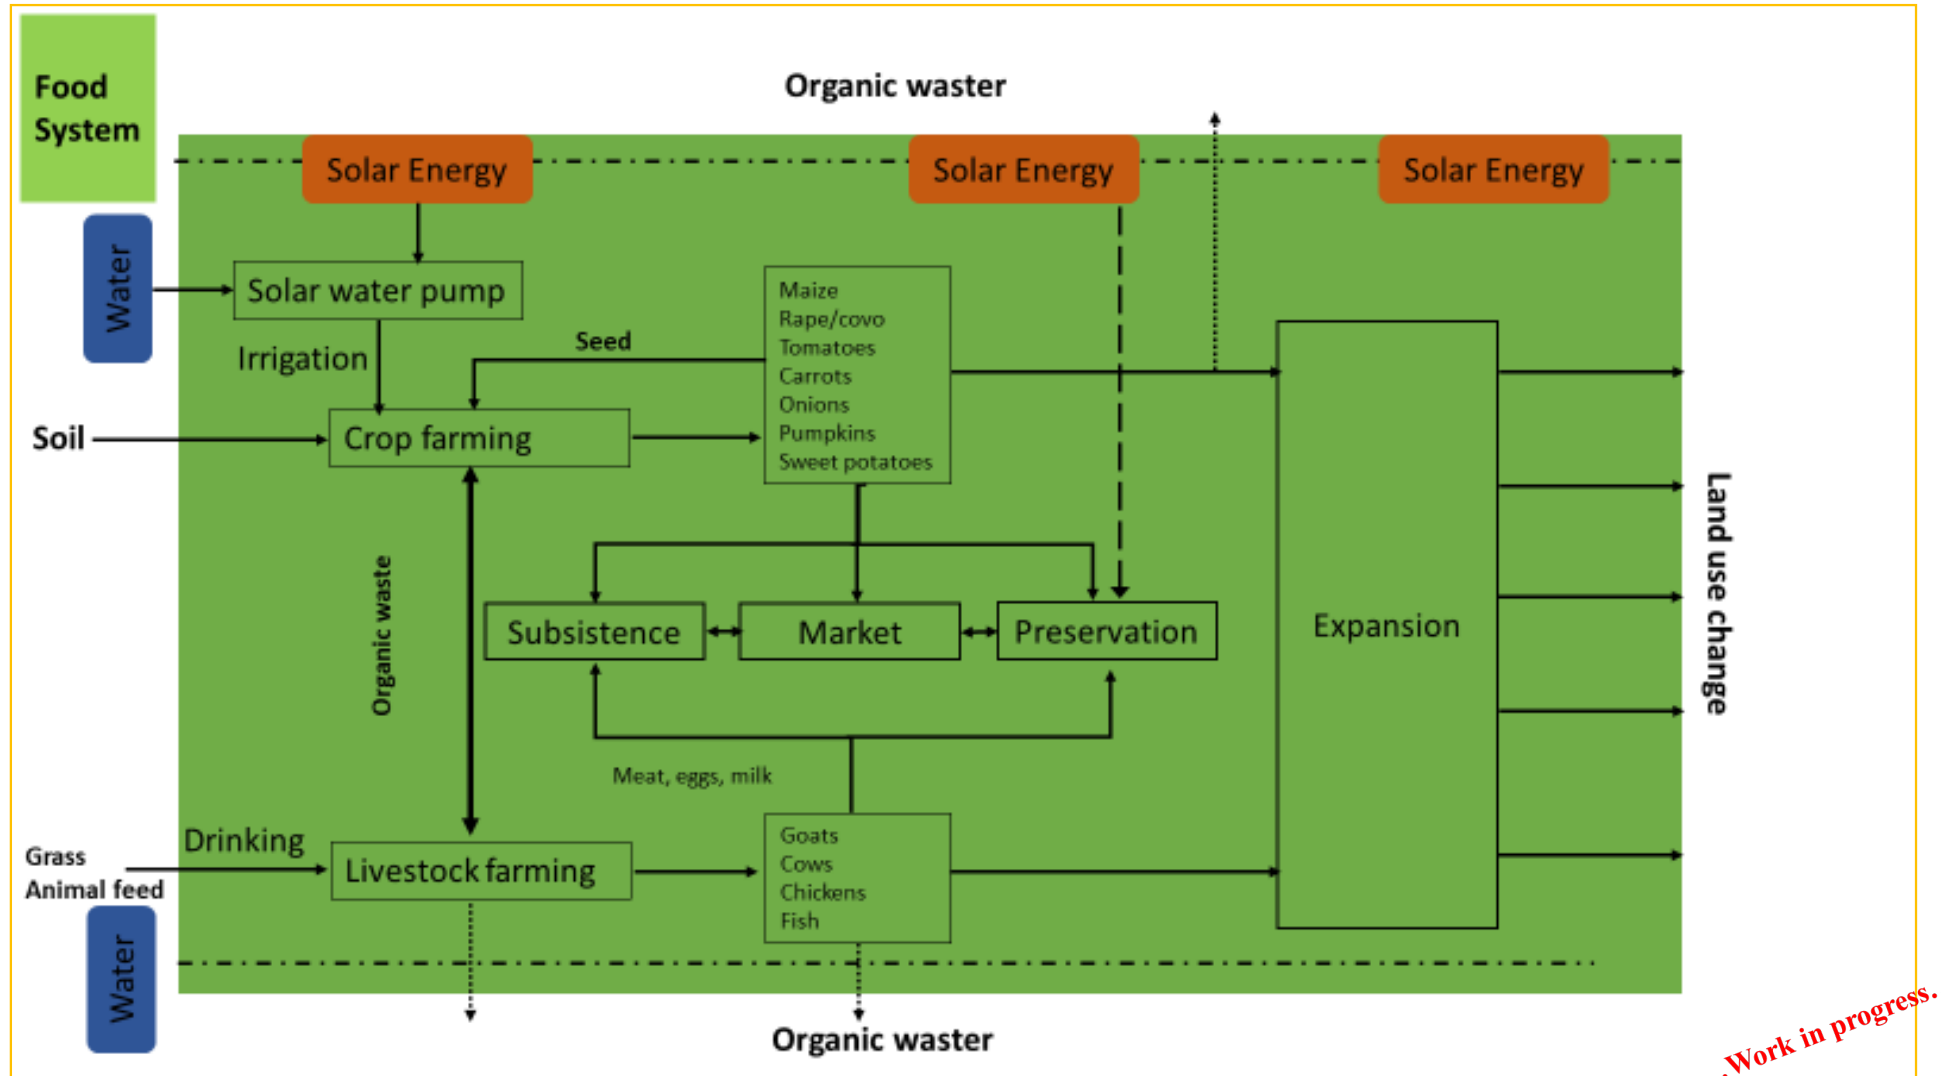 Food
System
Organic waster
Solar Energy
Solar Energy
Solar Energy
Water
Solar water pump
Irrigation
Seed
Maize
Rape/covo
Tomatoes
Carrots
Onions
Pumpkins
Sweet potatoes
Soil
Crop farming
Organic waste
Subsistence
Market
Preservation
Expansion
Land use change
Meat, eggs, milk
Drinking
Grass
Animal feed
Livestock farming
Goats
Cows
Chickens
Fish
Water
Organic waster
.Work in progress.